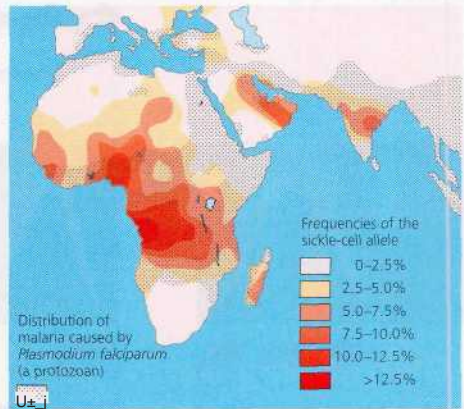 Frequencies of the
sickle-cell allele
0–2.5%
2.5–5.0%
5.0–7.5%
7.5–10.0%
10.0–12.5%
>12.5%
Distribution of
malaria caused by
Plasmodium falciparum
(a protozoan)